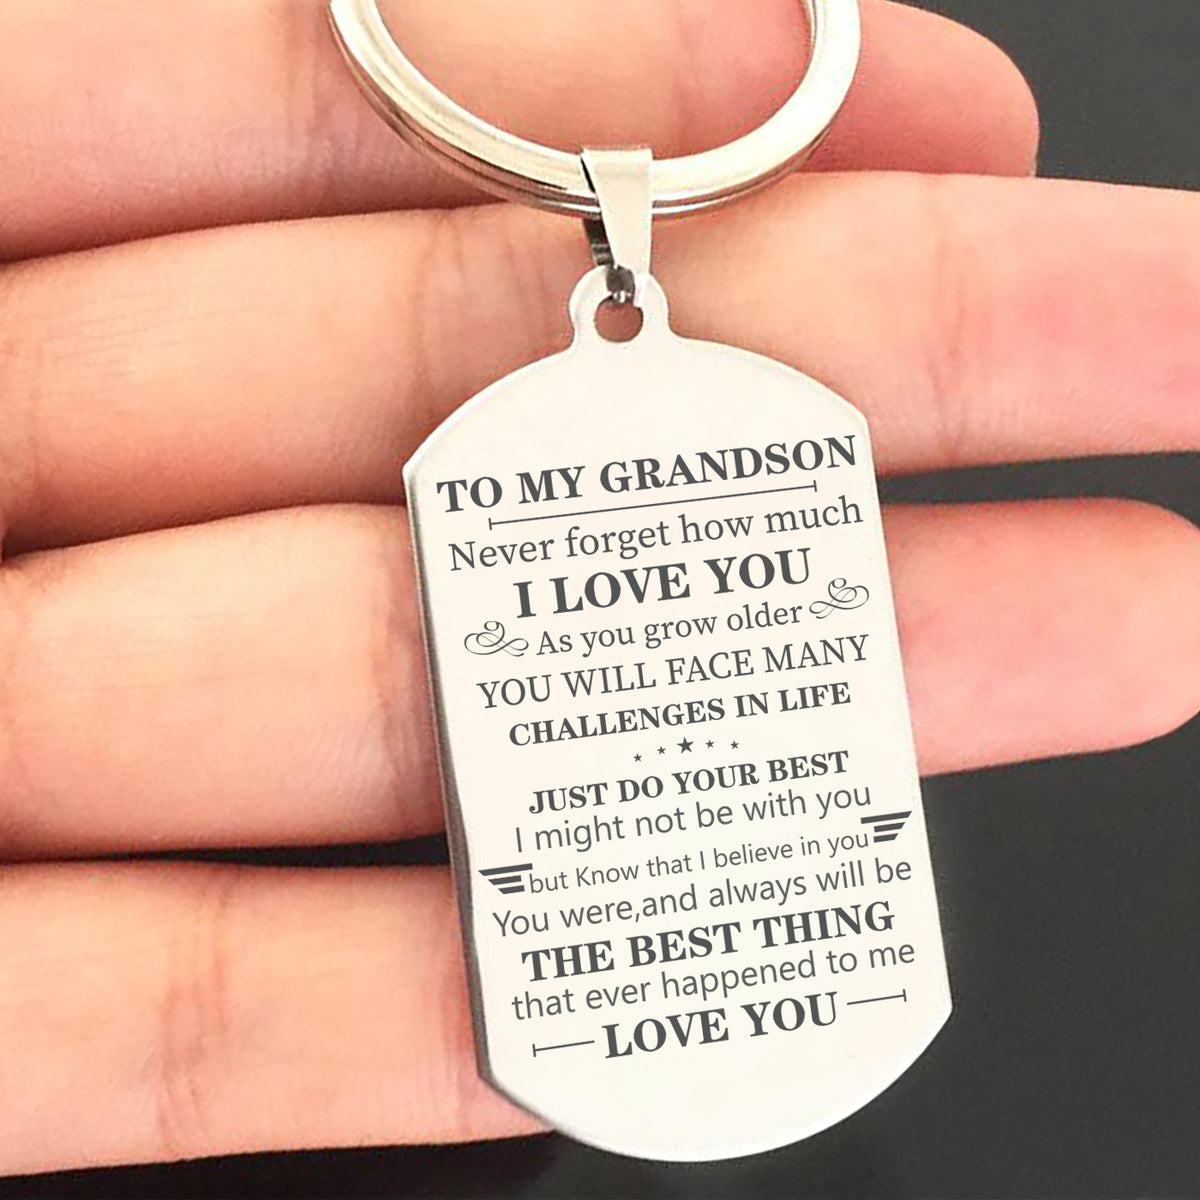 TO MY GRANDSON
Never forget how much
I LOVE YOU
As you grow older
YOU WILL FACE MANY
CHALLENGES IN LIFE
JUST DO YOUR BEST
I might not be with you
but Know that I believe in you
You were,and always will be
THE BEST THING
that ever happened to me
LOVE YOU